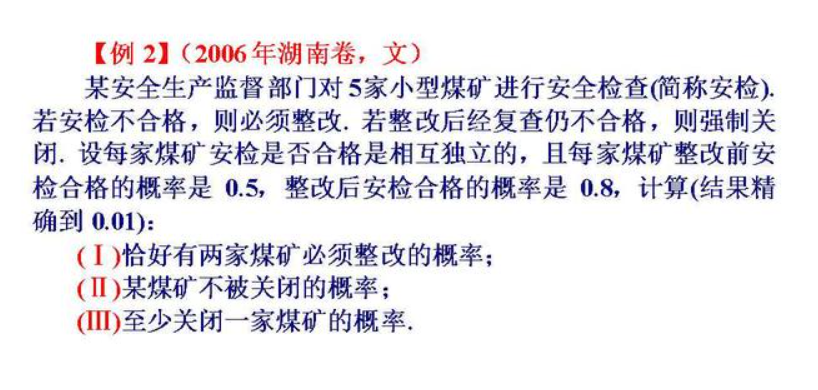 【例 2】(2006年湖南卷，文)
某安全生产监督部门对5家小型煤矿进行安全检查(简称安检).
若安检不合格，则必须整改. 若整改后经复查仍不合格，则强制关
闭. 设每家煤矿安检是否合格是相互独立的，且每家煤矿整改前安
检合格的概率是 0.5，整改后安检合格的概率是 0.8，计算(结果精
确到 0.01)：
(Ⅰ)恰好有两家煤矿必须整改的概率；
(Ⅱ)某煤矿不被关闭的概率；
(Ⅲ)至少关闭一家煤矿的概率.